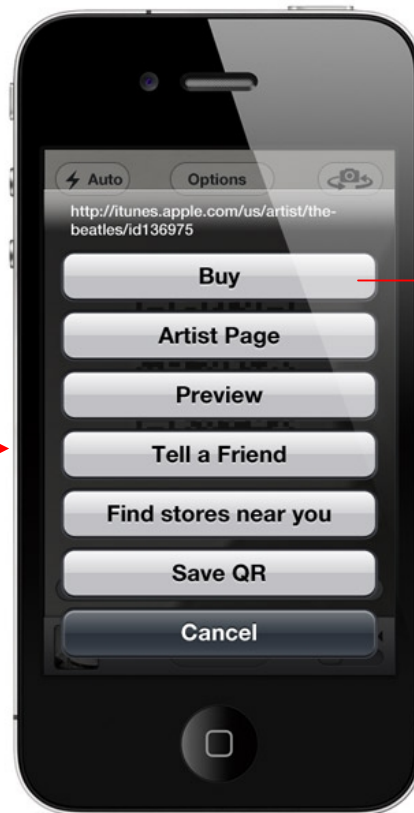 Auto
Options
http://itunes.apple.com/us/artist/the-
beatles/id136975
Buy
Artist Page
Preview
Tell a Friend
Find stores near you
Save QR
Cancel